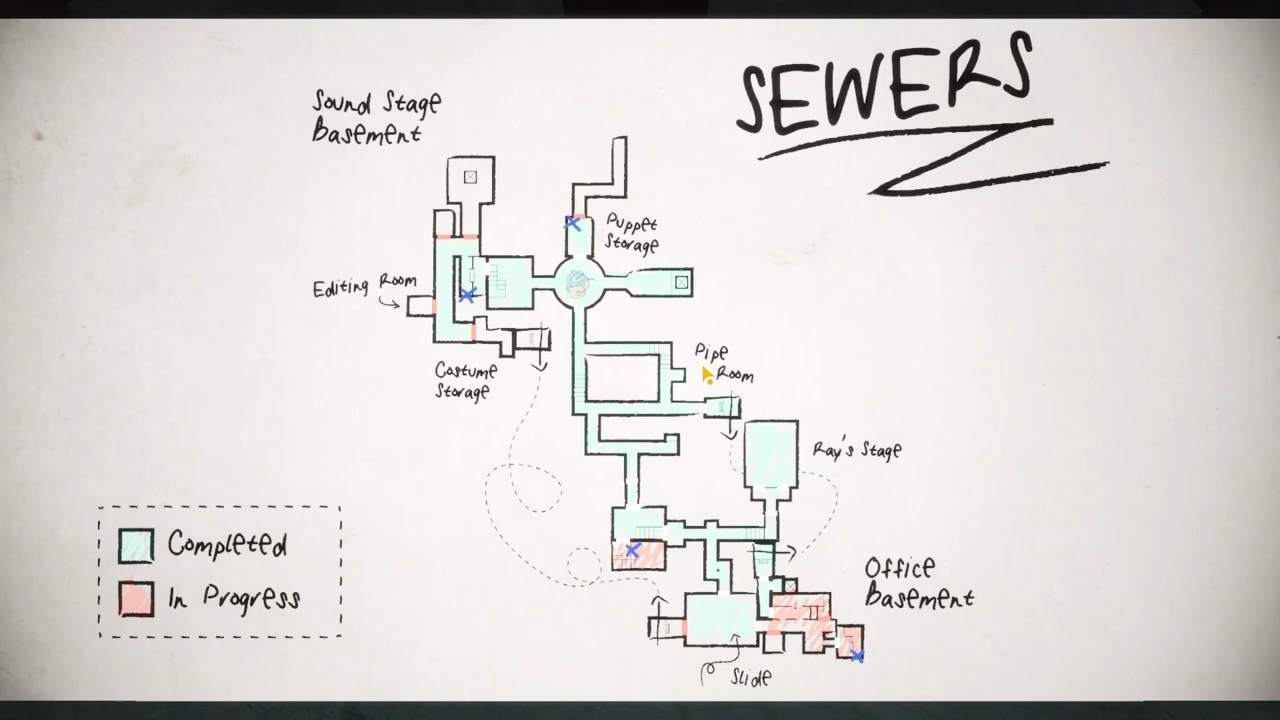 SEWERS
Sound Stage
Basement
Puppet
Storage
Editing Room
Costume
Storage
Pipe
Room
Ray's Stage
Completed
In Progress
Office
Basement
Slide